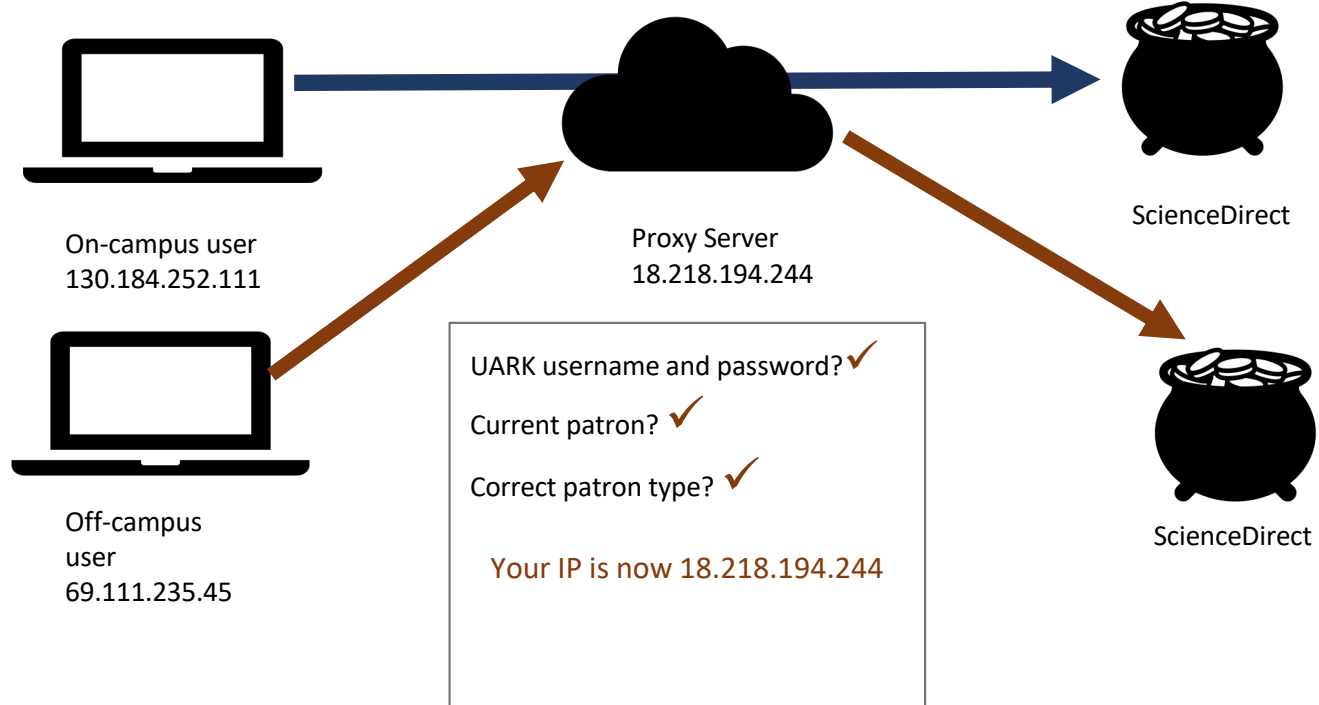 On-campus user
130.184.252.111
Proxy Server
18.218.194.244
ScienceDirect
Off-campus
user
69.111.235.45
UARK username and password?✓
Current patron? ✓
Correct patron type? ✓
Your IP is now 18.218.194.244
ScienceDirect